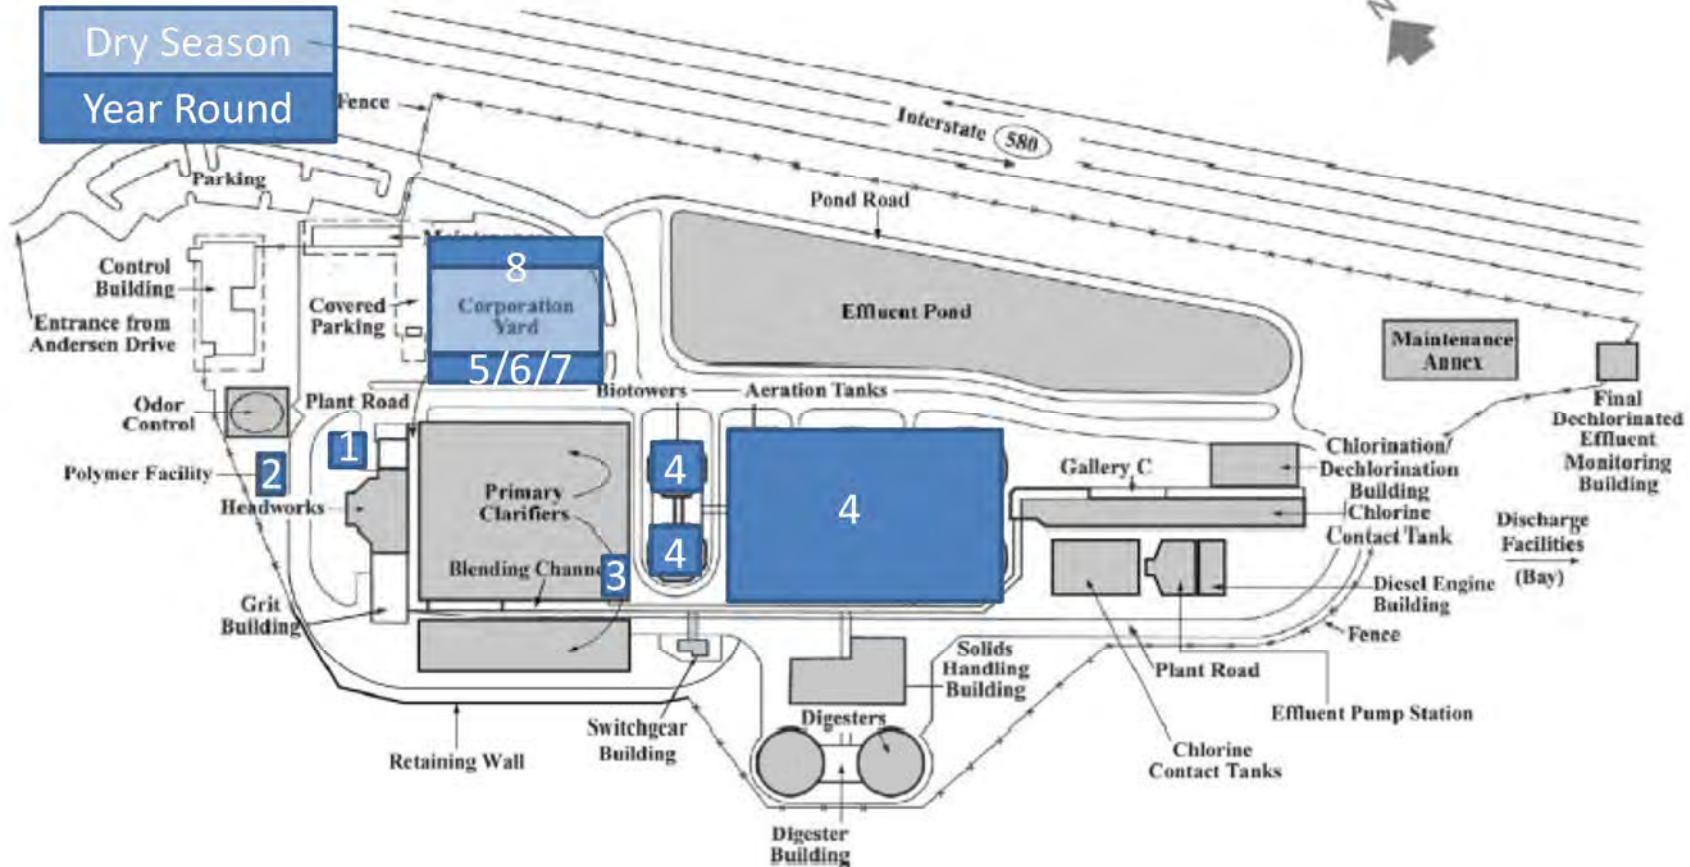 N
Dry Season
Year Round
Fence
Interstate 580
Parking
Pond Road
Control
Building
Covered
Parking
8
Corporation
Yard
5/6/7
Effluent Pond
Entrance from
Andersen Drive
Maintenance
Annex
Odor
Control
Plant Road
Biotowers
Aeration Tanks
Final
Dechlorinated
Effluent
Monitoring
Building
1
2
Polymer Facility
Headworks
Primary
Clarifiers
4
4
4
Gallery C
Chlorination/
Dechlorination
Building
Chlorine
Contact Tank
Discharge
Facilities
(Bay)
Blending Channe
3
Diesel Engine
Building
Grit
Building
Fence
Solids
Handling
Building
Plant Road
Effluent Pump Station
Switchgear
Building
Digesters
Retaining Wall
Chlorine
Contact Tanks
Digester
Building